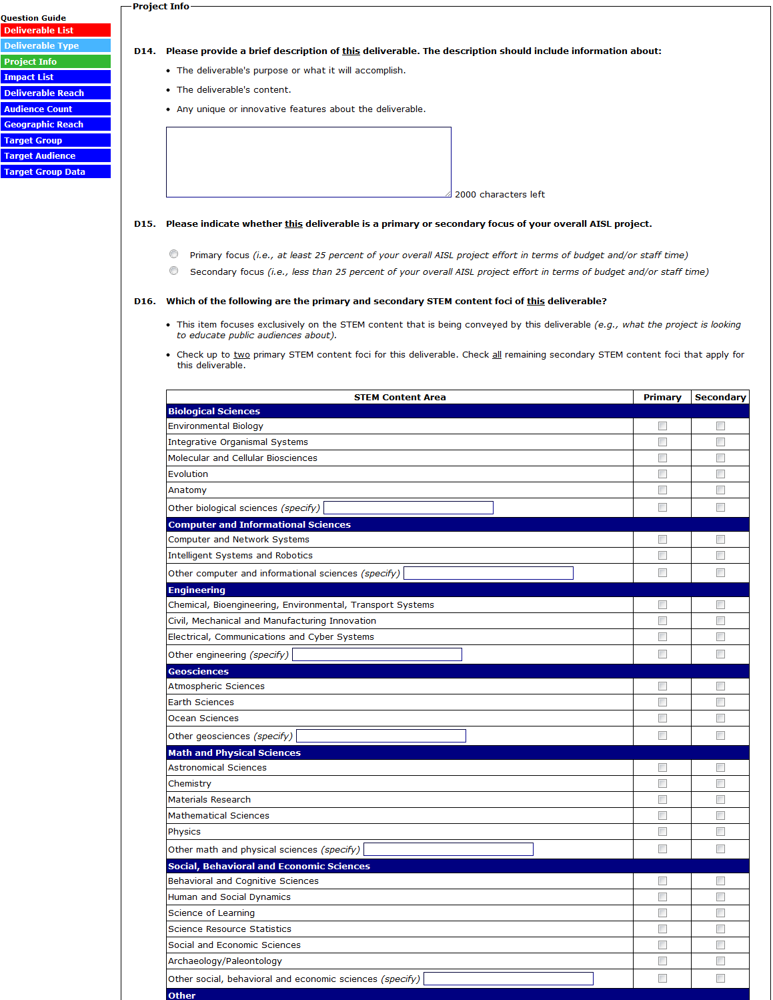 Project Info
Question Guide
Deliverable List
Deliverable Type
Project Info
Impact List
Deliverable Reach
Audience Count
Geographic Reach
Target Group
Target Audience
Target Group Data
D14. Please provide a brief description of this deliverable. The description should include information about:
• The deliverable's purpose or what it will accomplish.
• The deliverable's content.
• Any unique or innovative features about the deliverable.
2000 characters left
D15. Please indicate whether this deliverable is a primary or secondary focus of your overall AISL project.
Primary focus (i.e., at least 25 percent of your overall AISL project effort in terms of budget and/or staff time)
Secondary focus (i.e., less than 25 percent of your overall AISL project effort in terms of budget and/or staff time)
D16. Which of the following are the primary and secondary STEM content foci of this deliverable?
• This item focuses exclusively on the STEM content that is being conveyed by this deliverable (e.g., what the project is looking
to educate public audiences about).
• Check up to two primary STEM content foci for this deliverable. Check all remaining secondary STEM content foci that apply for
this deliverable.
STEM Content Area Primary Secondary
Biological Sciences
Environmental Biology
Integrative Organismal Systems
Molecular and Cellular Biosciences
Evolution
Anatomy
Other biological sciences (specify)
Computer and Informational Sciences
Computer and Network Systems
Intelligent Systems and Robotics
Other computer and informational sciences (specify)
Engineering
Chemical, Bioengineering, Environmental, Transport Systems
Civil, Mechanical and Manufacturing Innovation
Electrical, Communications and Cyber Systems
Other engineering (specify)
Geosciences
Atmospheric Sciences
Earth Sciences
Ocean Sciences
Other geosciences (specify)
Math and Physical Sciences
Astronomical Sciences
Chemistry
Materials Research
Mathematical Sciences
Physics
Other math and physical sciences (specify)
Social, Behavioral and Economic Sciences
Behavioral and Cognitive Sciences
Human and Social Dynamics
Science of Learning
Science Resource Statistics
Social and Economic Sciences
Archaeology/Paleontology
Other social, behavioral and economic sciences (specify)
Other